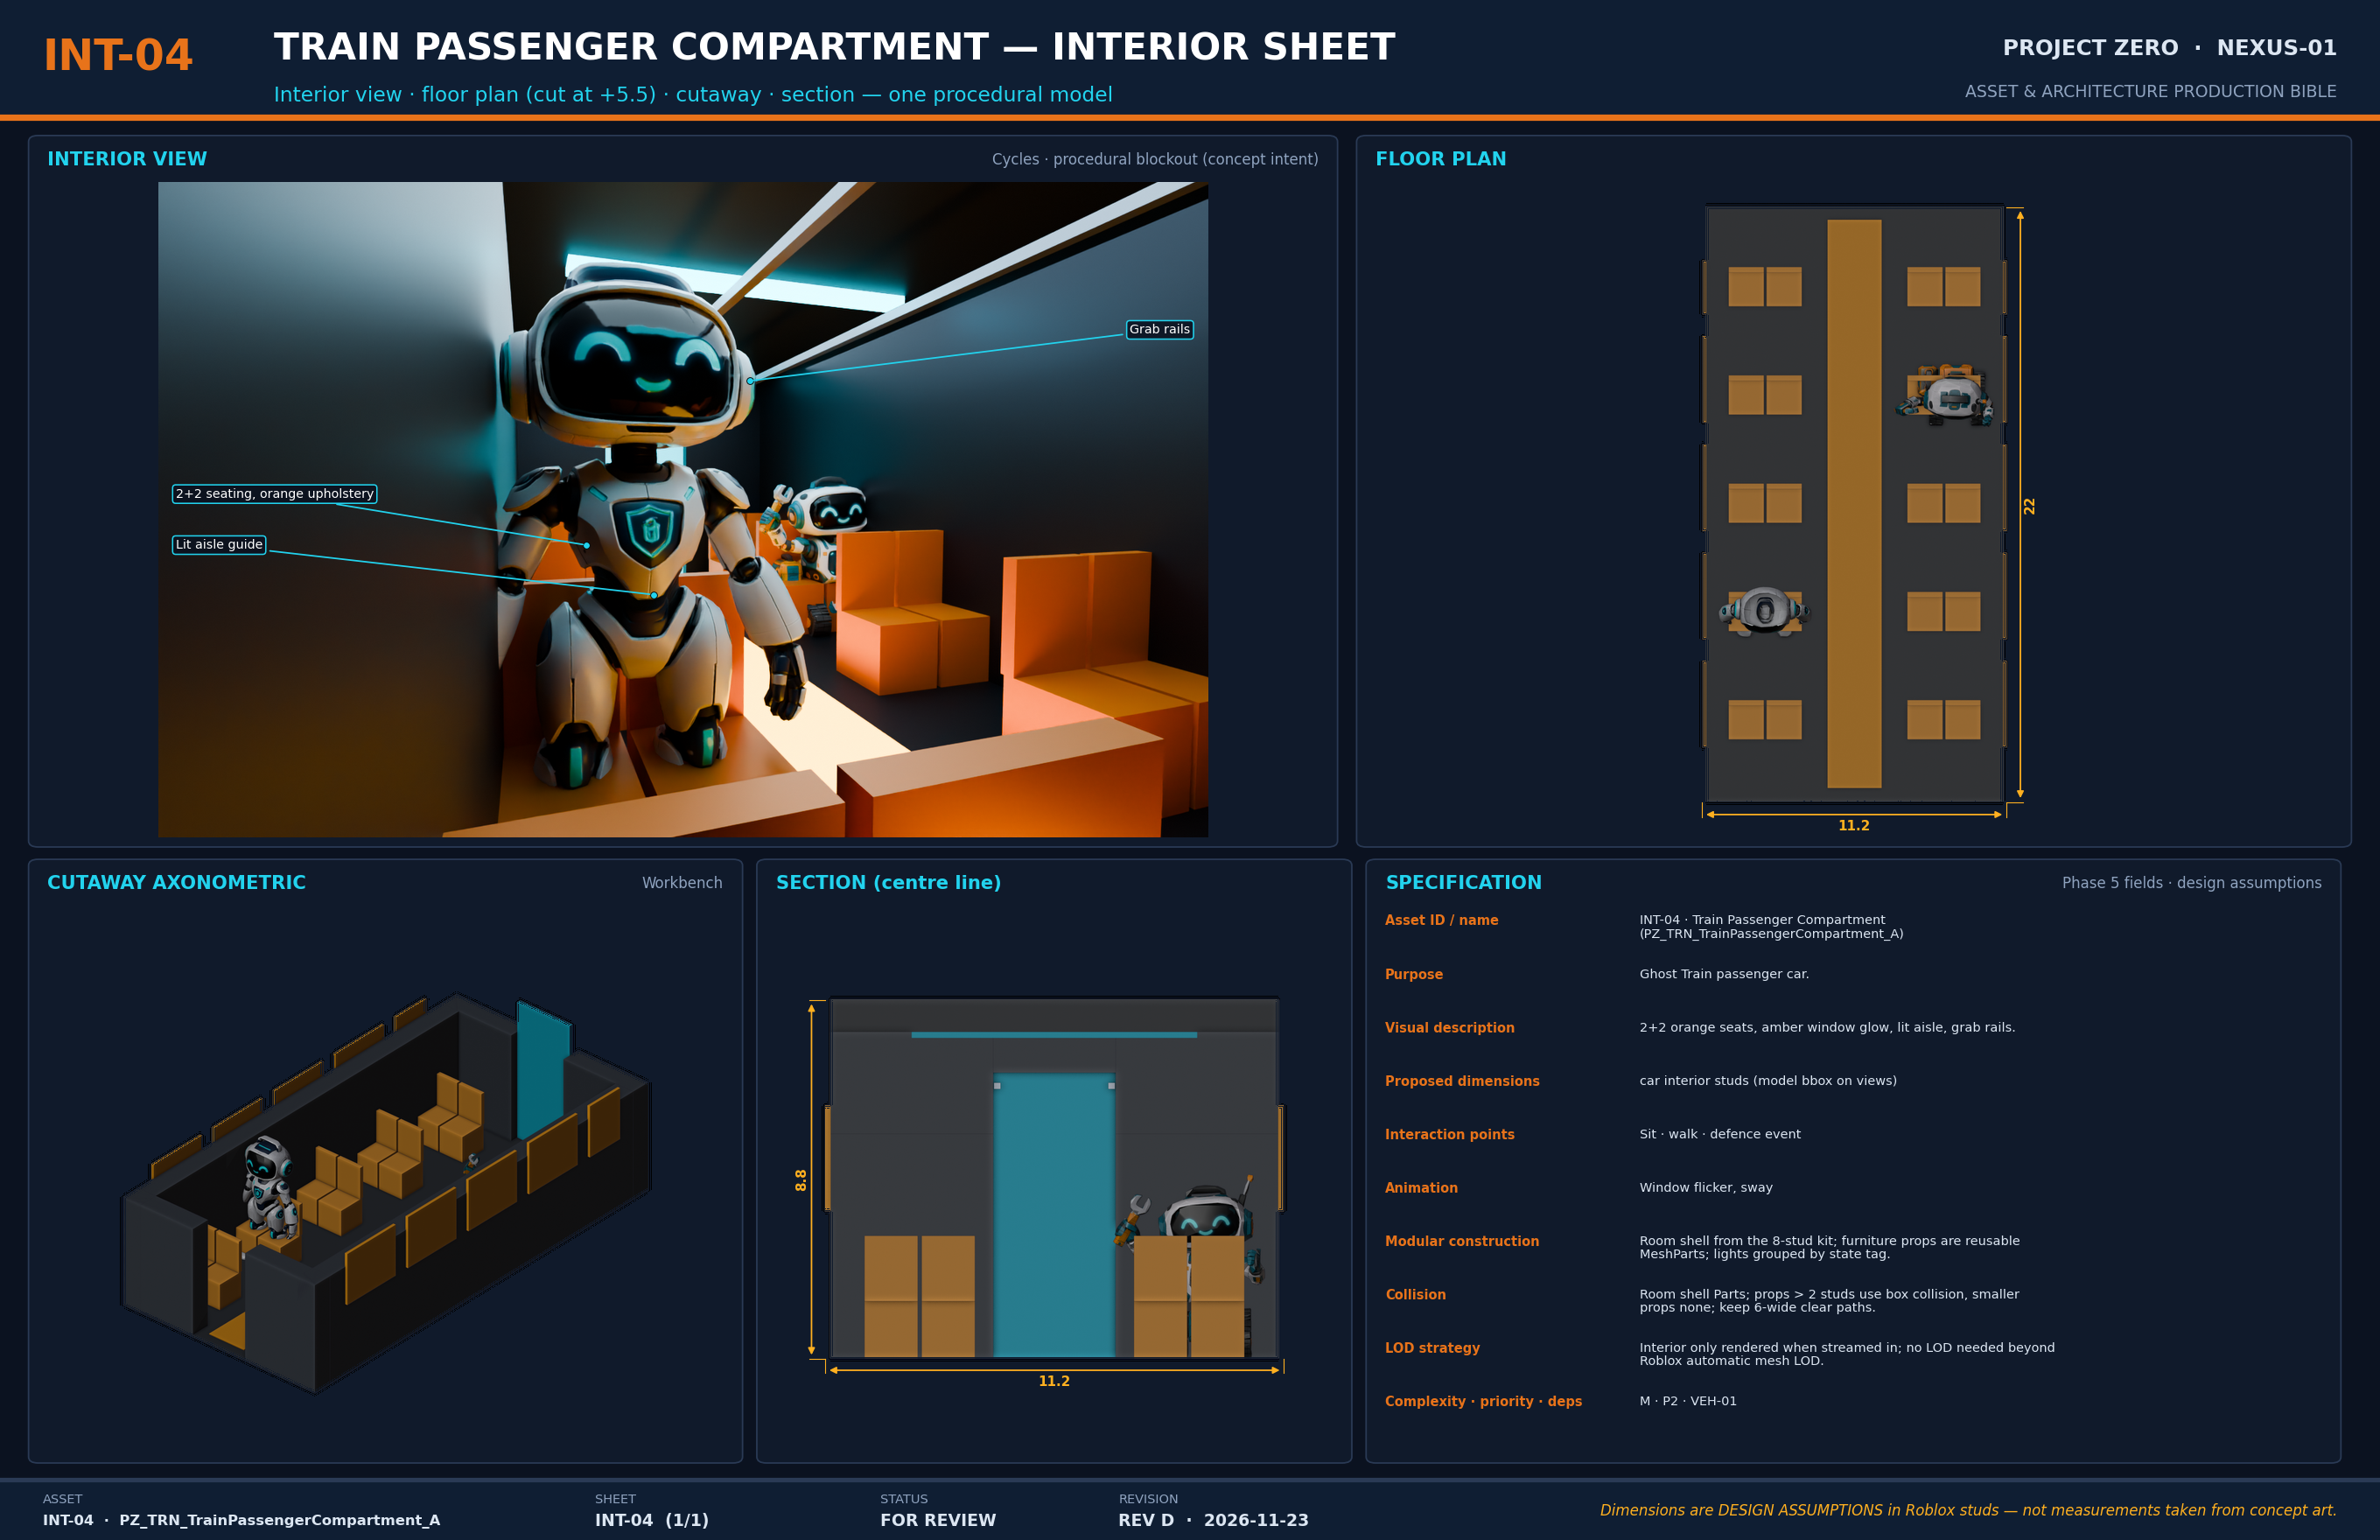 INT-04
TRAIN PASSENGER COMPARTMENT — INTERIOR SHEET
Interior view · floor plan (cut at +5.5) · cutaway · section — one procedural model
PROJECT ZERO · NEXUS-01
ASSET & ARCHITECTURE PRODUCTION BIBLE
INTERIOR VIEW
Cycles · procedural blockout (concept intent)
Grab rails
2+2 seating, orange upholstery
Lit aisle guide
FLOOR PLAN
22
11.2
CUTAWAY AXONOMETRIC
Workbench
SECTION (centre line)
8.8
11.2
SPECIFICATION
Phase 5 fields · design assumptions
Asset ID / name
INT-04 · Train Passenger Compartment
(PZ_TRN_TrainPassengerCompartment_A)
Purpose
Ghost Train passenger car.
Visual description
2+2 orange seats, amber window glow, lit aisle, grab rails.
Proposed dimensions
car interior studs (model bbox on views)
Interaction points
Sit · walk · defence event
Animation
Window flicker, sway
Modular construction
Room shell from the 8-stud kit; furniture props are reusable
MeshParts; lights grouped by state tag.
Collision
Room shell Parts; props > 2 studs use box collision, smaller
props none; keep 6-wide clear paths.
LOD strategy
Interior only rendered when streamed in; no LOD needed beyond
Roblox automatic mesh LOD.
Complexity · priority · deps
M · P2 · VEH-01
ASSET
INT-04 · PZ_TRN_TrainPassengerCompartment_A
SHEET
INT-04 (1/1)
STATUS
FOR REVIEW
REVISION
REV D · 2026-11-23
Dimensions are DESIGN ASSUMPTIONS in Roblox studs — not measurements taken from concept art.